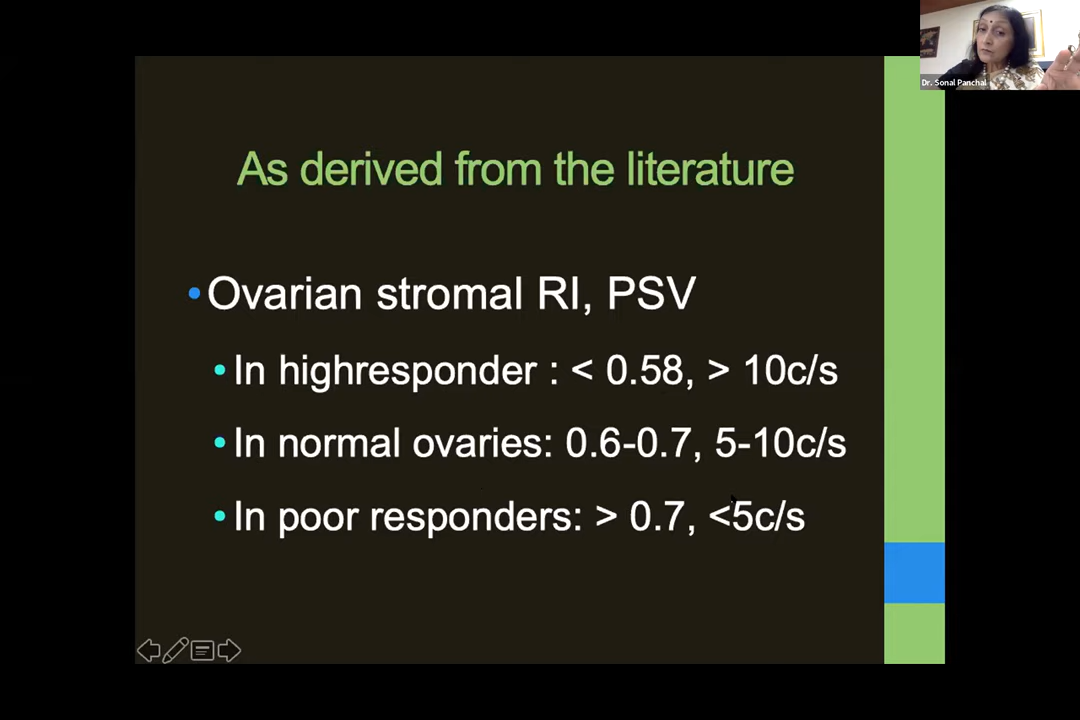 Dr. Sonal Panchal
As derived from the literature
•Ovarian stromal RI, PSV
•In highresponder : < 0.58, > 10c/s
•In normal ovaries: 0.6-0.7, 5-10c/s
•In poor responders: > 0.7, <5c/s